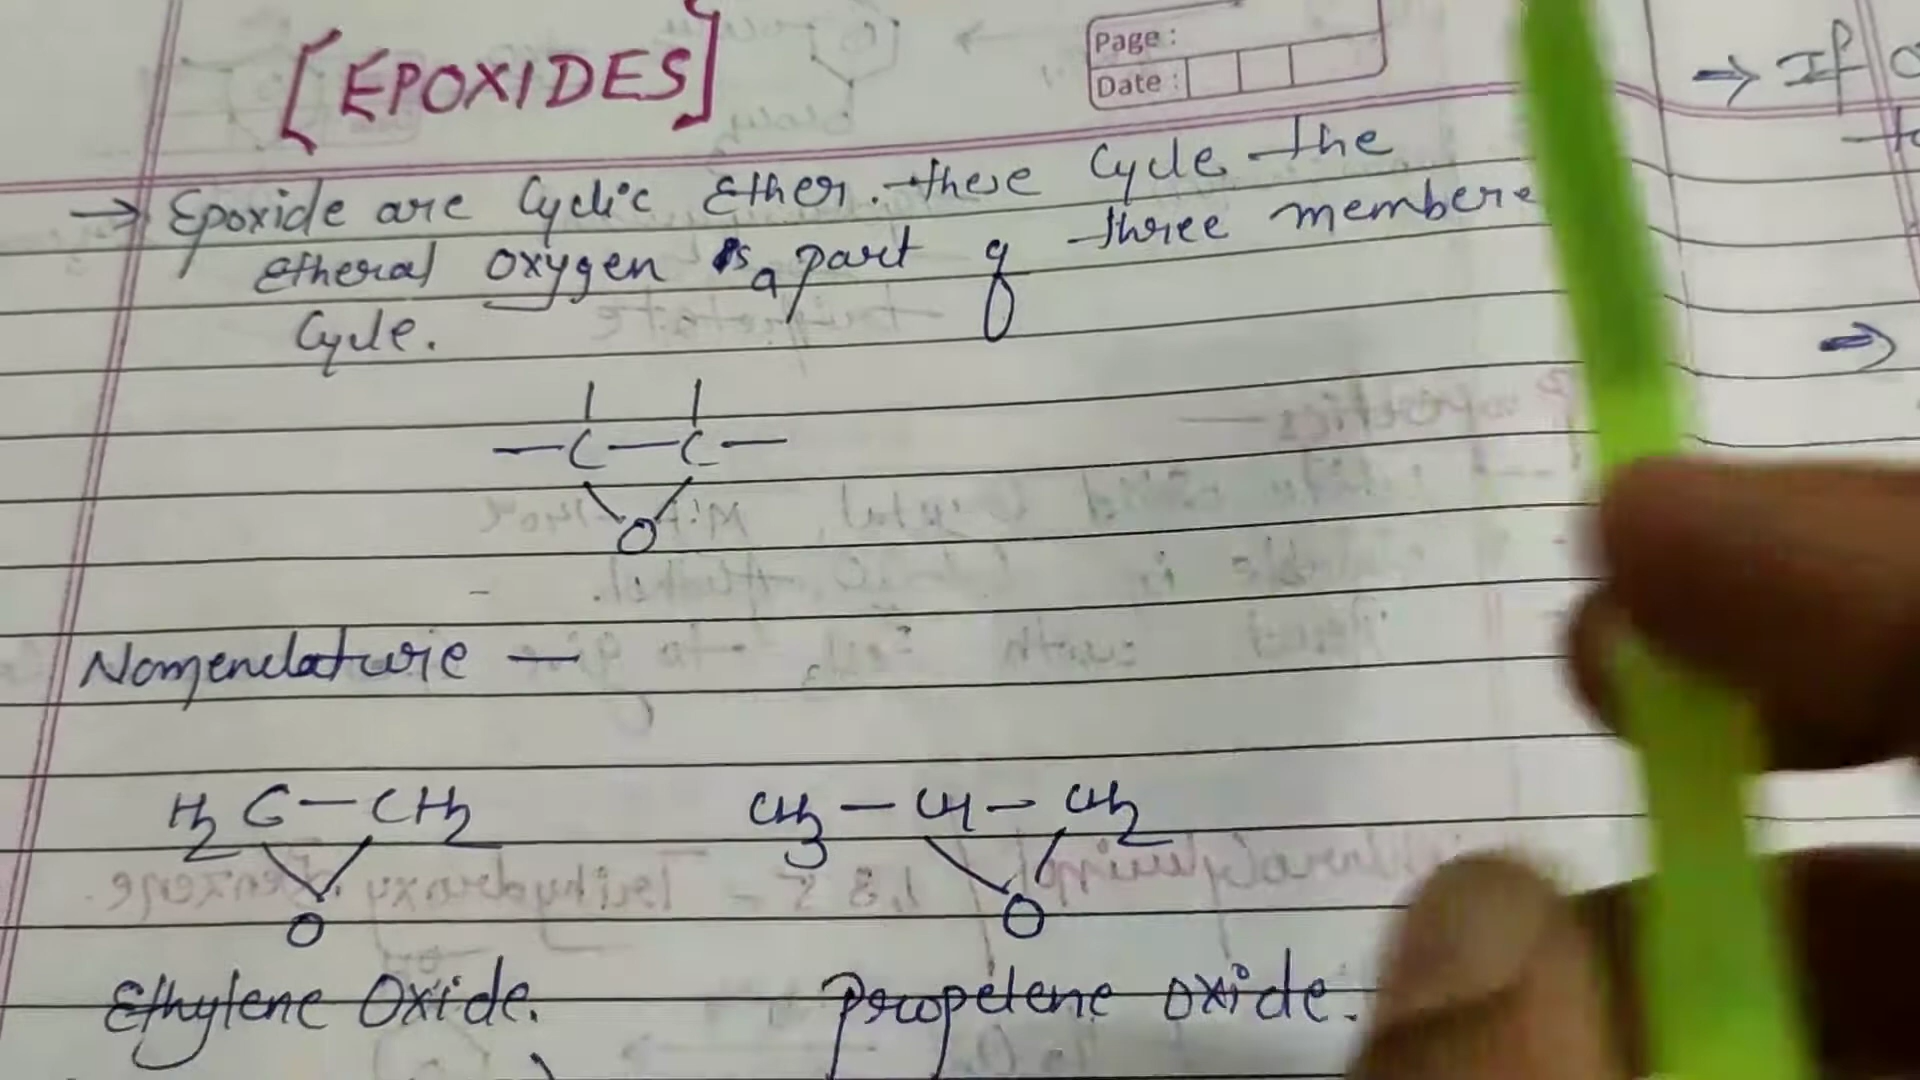 [EPOXIDES]
Page :
Date :
→ Epoxide are Cyclic Ether. these Cycle the
etheral oxygen is a part of three membere
Cycle.
| |
—C—C—
O
Nomenclature —
H2C—CH2 CH3—CH—CH2
O O
Ethylene Oxide. Propelene oxide.
→ If
⇒